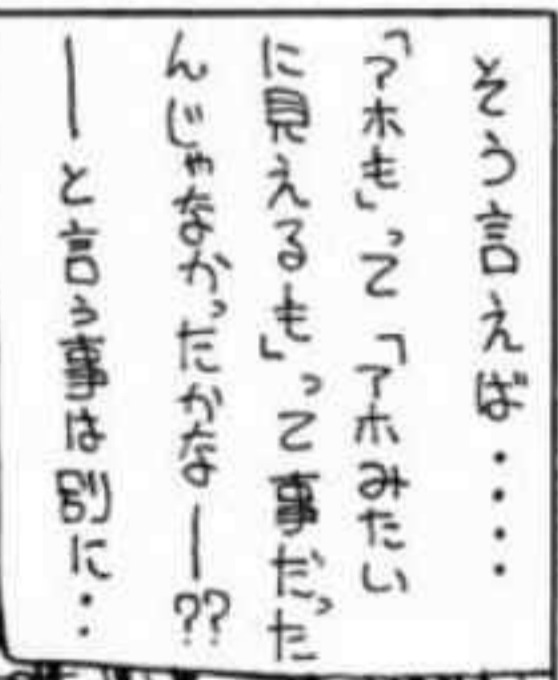 そう言えば・・・・
「アホも」って「アホみたい
に見えるも」って事だった
んじゃなかったかなー??
――と言う事は別に・・